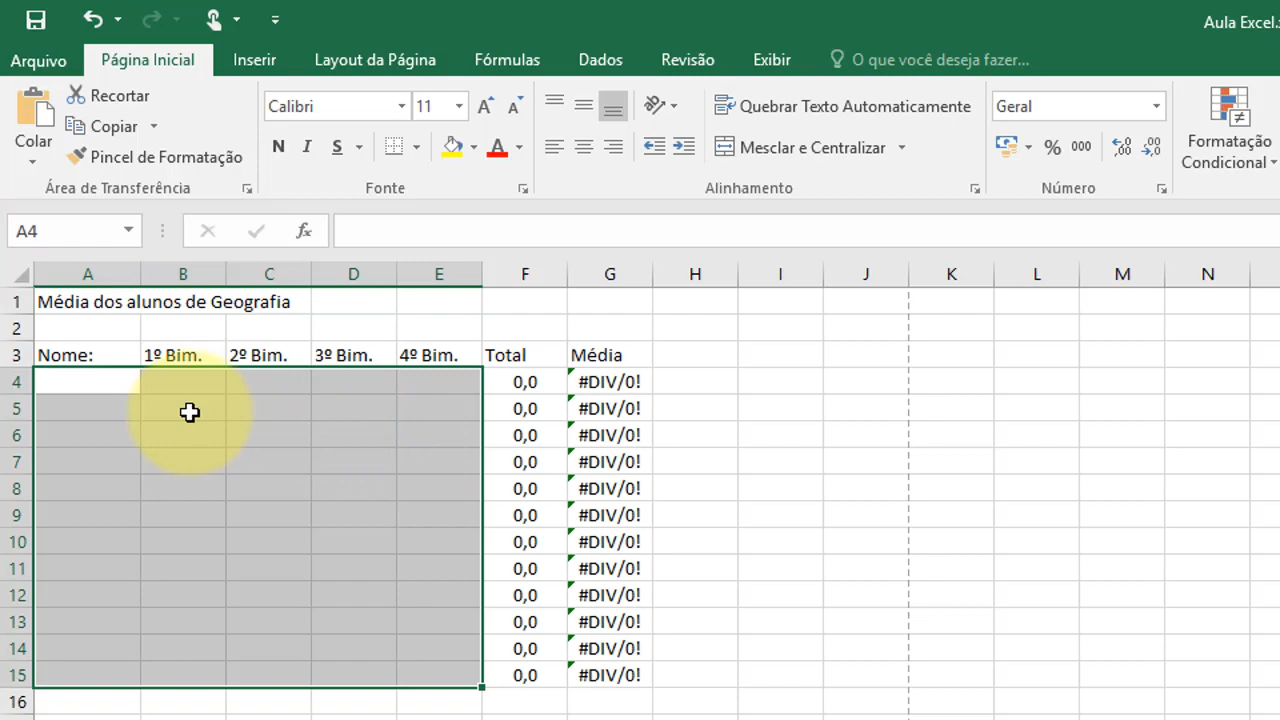 Aula Excel.
Arquivo Página Inicial Inserir Layout da Página Fórmulas Dados Revisão Exibir O que você deseja fazer...
Colar
Recortar
Copiar
Pincel de Formatação
Área de Transferência
Calibri 11
N I S
Fonte
Quebrar Texto Automaticamente
Mesclar e Centralizar
Alinhamento
Geral
% 000 ,00 ,00
Número
Formatação
Condicional
A4 fx
A B C D E F G H I J K L M N
1 Média dos alunos de Geografia
2
3 Nome: 1º Bim. 2º Bim. 3º Bim. 4º Bim. Total Média
4 0,0 #DIV/0!
5 0,0 #DIV/0!
6 0,0 #DIV/0!
7 0,0 #DIV/0!
8 0,0 #DIV/0!
9 0,0 #DIV/0!
10 0,0 #DIV/0!
11 0,0 #DIV/0!
12 0,0 #DIV/0!
13 0,0 #DIV/0!
14 0,0 #DIV/0!
15 0,0 #DIV/0!
16